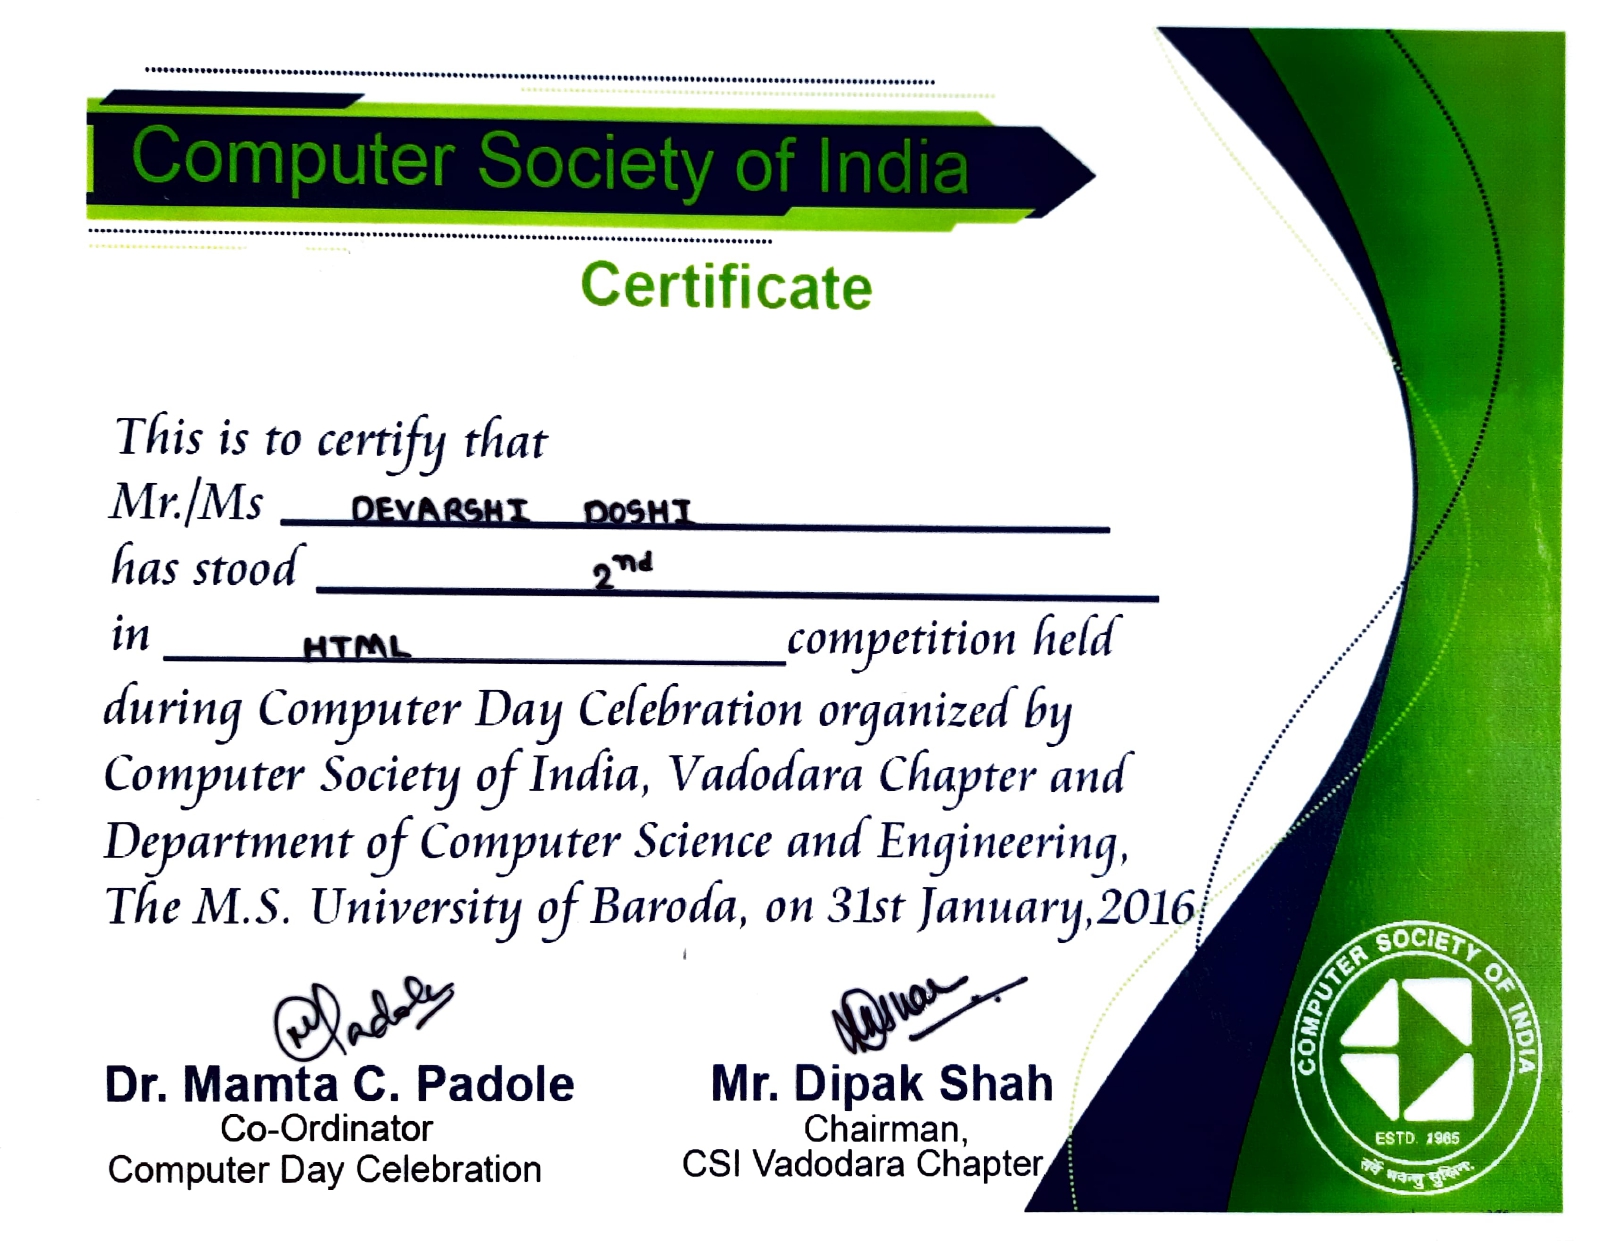 Computer Society of India
Certificate
This is to certify that
Mr./Ms DEVARSHI DOSHI
has stood 2nd
in HTML competition held
during Computer Day Celebration organized by
Computer Society of India, Vadodara Chapter and
Department of Computer Science and Engineering,
The M.S. University of Baroda, on 31st January,2016
Dr. Mamta C. Padole
Co-Ordinator
Computer Day Celebration
Mr. Dipak Shah
Chairman,
CSI Vadodara Chapter
COMPUTER SOCIETY OF INDIA
ESTD. 1965
सर्वे भवन्तु सुखिनः